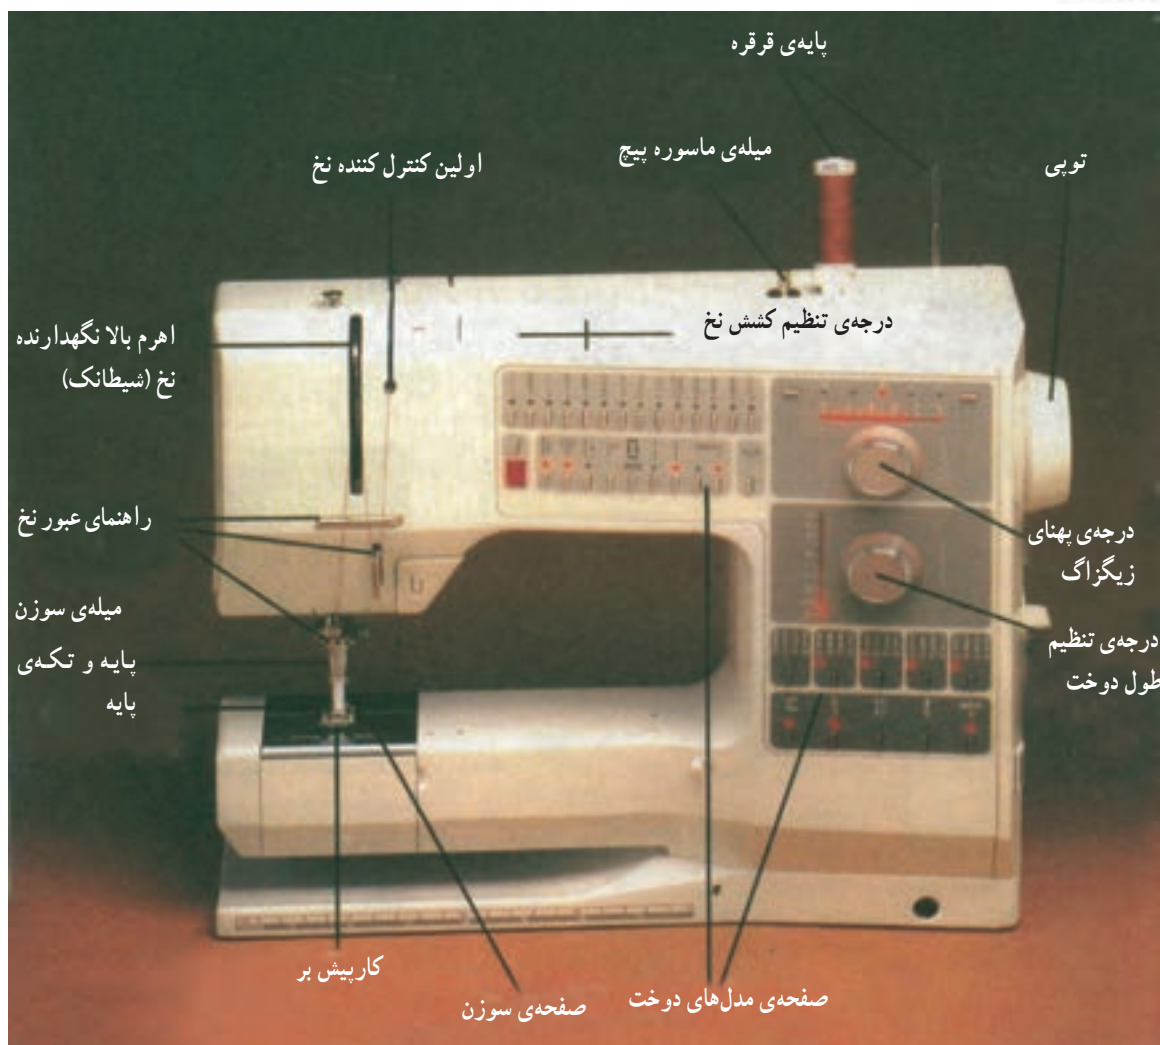 پایه‌ی قرقره
میله‌ی ماسوره پیچ
توپی
اولین کنترل کننده نخ
درجه‌ی تنظیم کشش نخ
اهرم بالا نگهدارنده
نخ (شیطانک)
راهنمای عبور نخ
درجه‌ی پهنای
زیگزاگ
میله‌ی سوزن
درجه‌ی تنظیم
طول دوخت
پایه و تکه‌ی
پایه
کارپیش بر
صفحه‌ی سوزن
صفحه‌ی مدل‌های دوخت